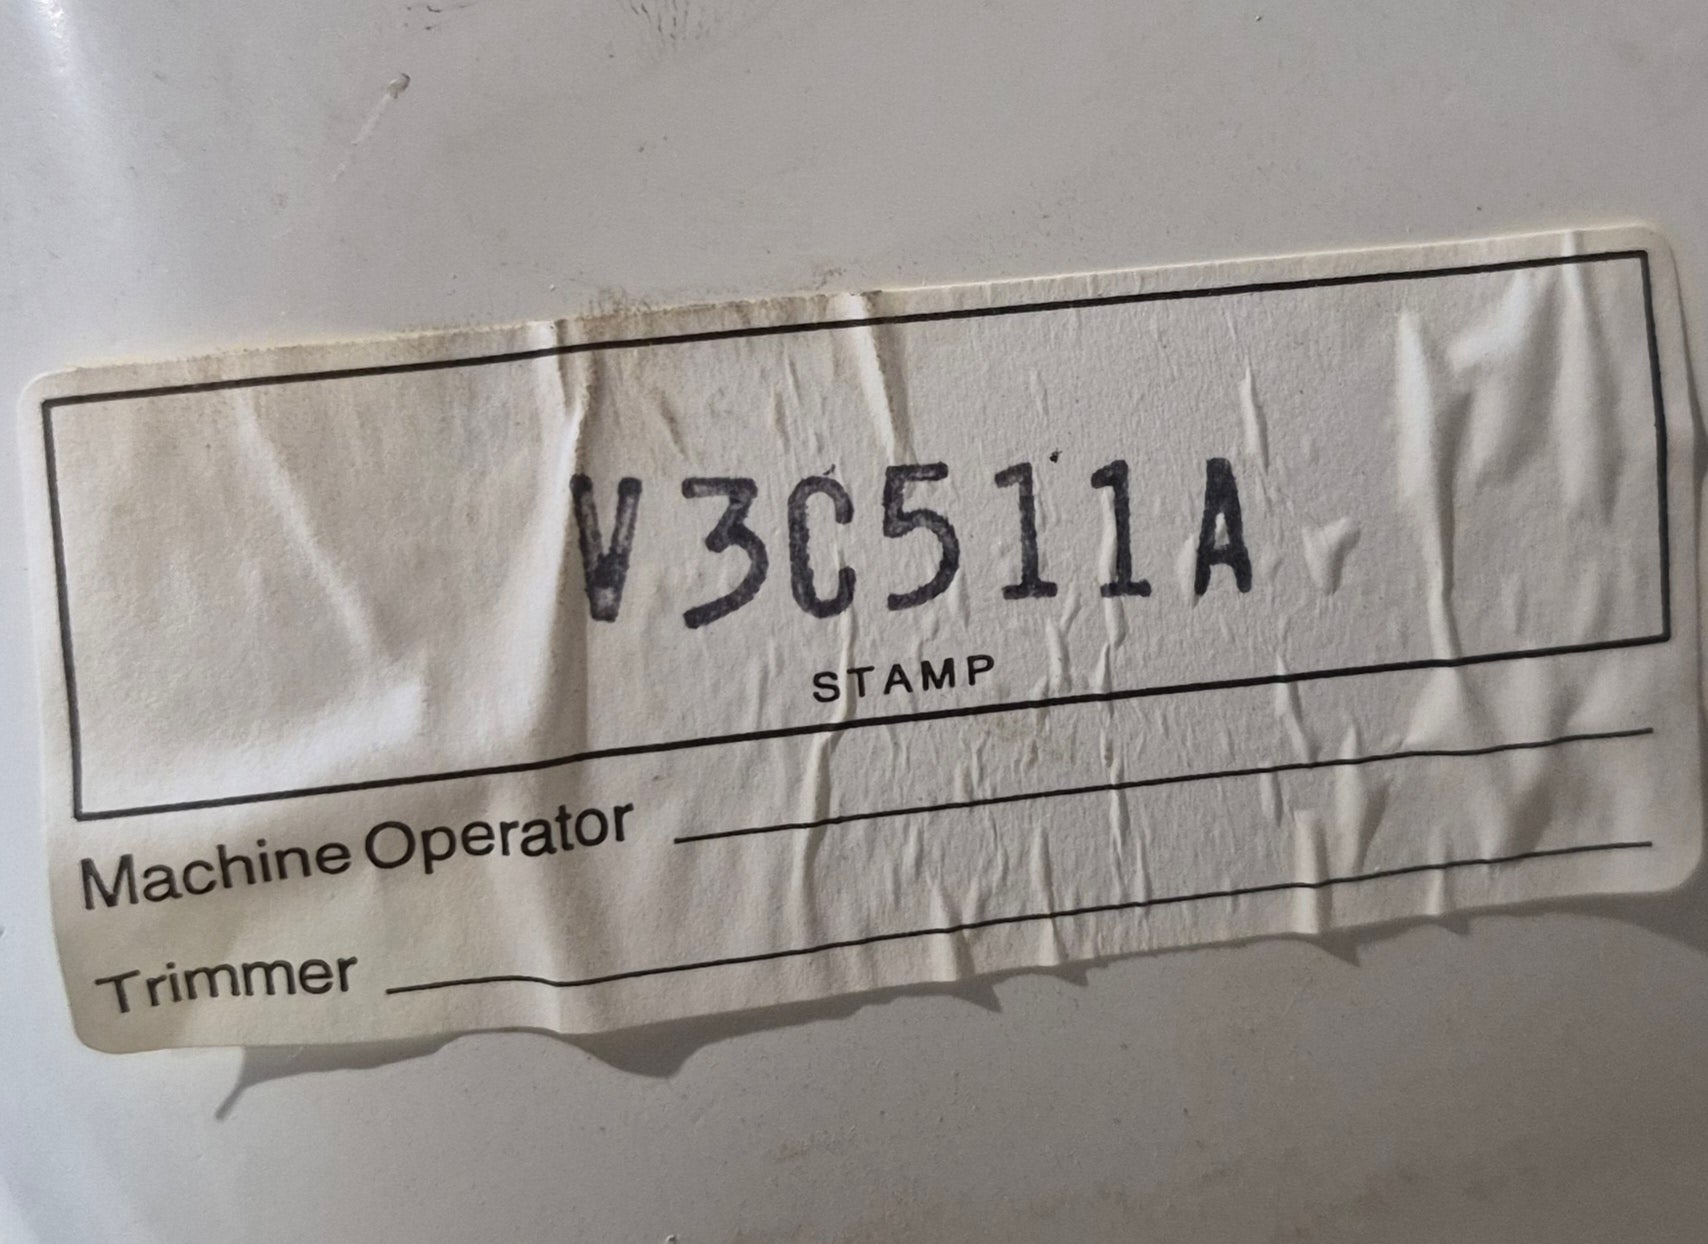 V3C511A
STAMP
Machine Operator
Trimmer